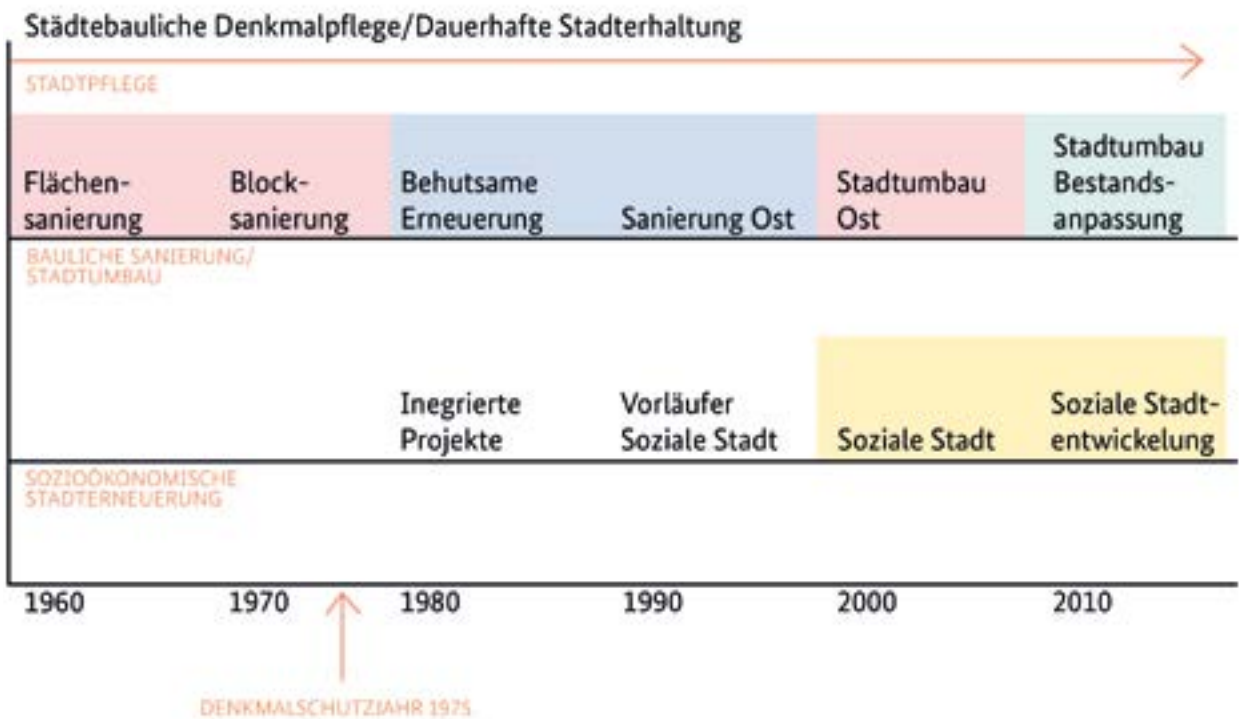 Städtebauliche Denkmalpflege/Dauerhafte Stadterhaltung
STADTPFLEGE
Flächen-
sanierung
Block-
sanierung
Behutsame
Erneuerung
Sanierung Ost
Stadtumbau
Ost
Stadtumbau
Bestands-
anpassung
BAULICHE SANIERUNG/
STADTUMBAU
Inegrierte
Projekte
Vorläufer
Soziale Stadt
Soziale Stadt
Soziale Stadt-
entwickelung
SOZIOÖKONOMISCHE
STADTERNEUERUNG
1960
1970
1980
1990
2000
2010
DENKMALSCHUTZJAHR 1975